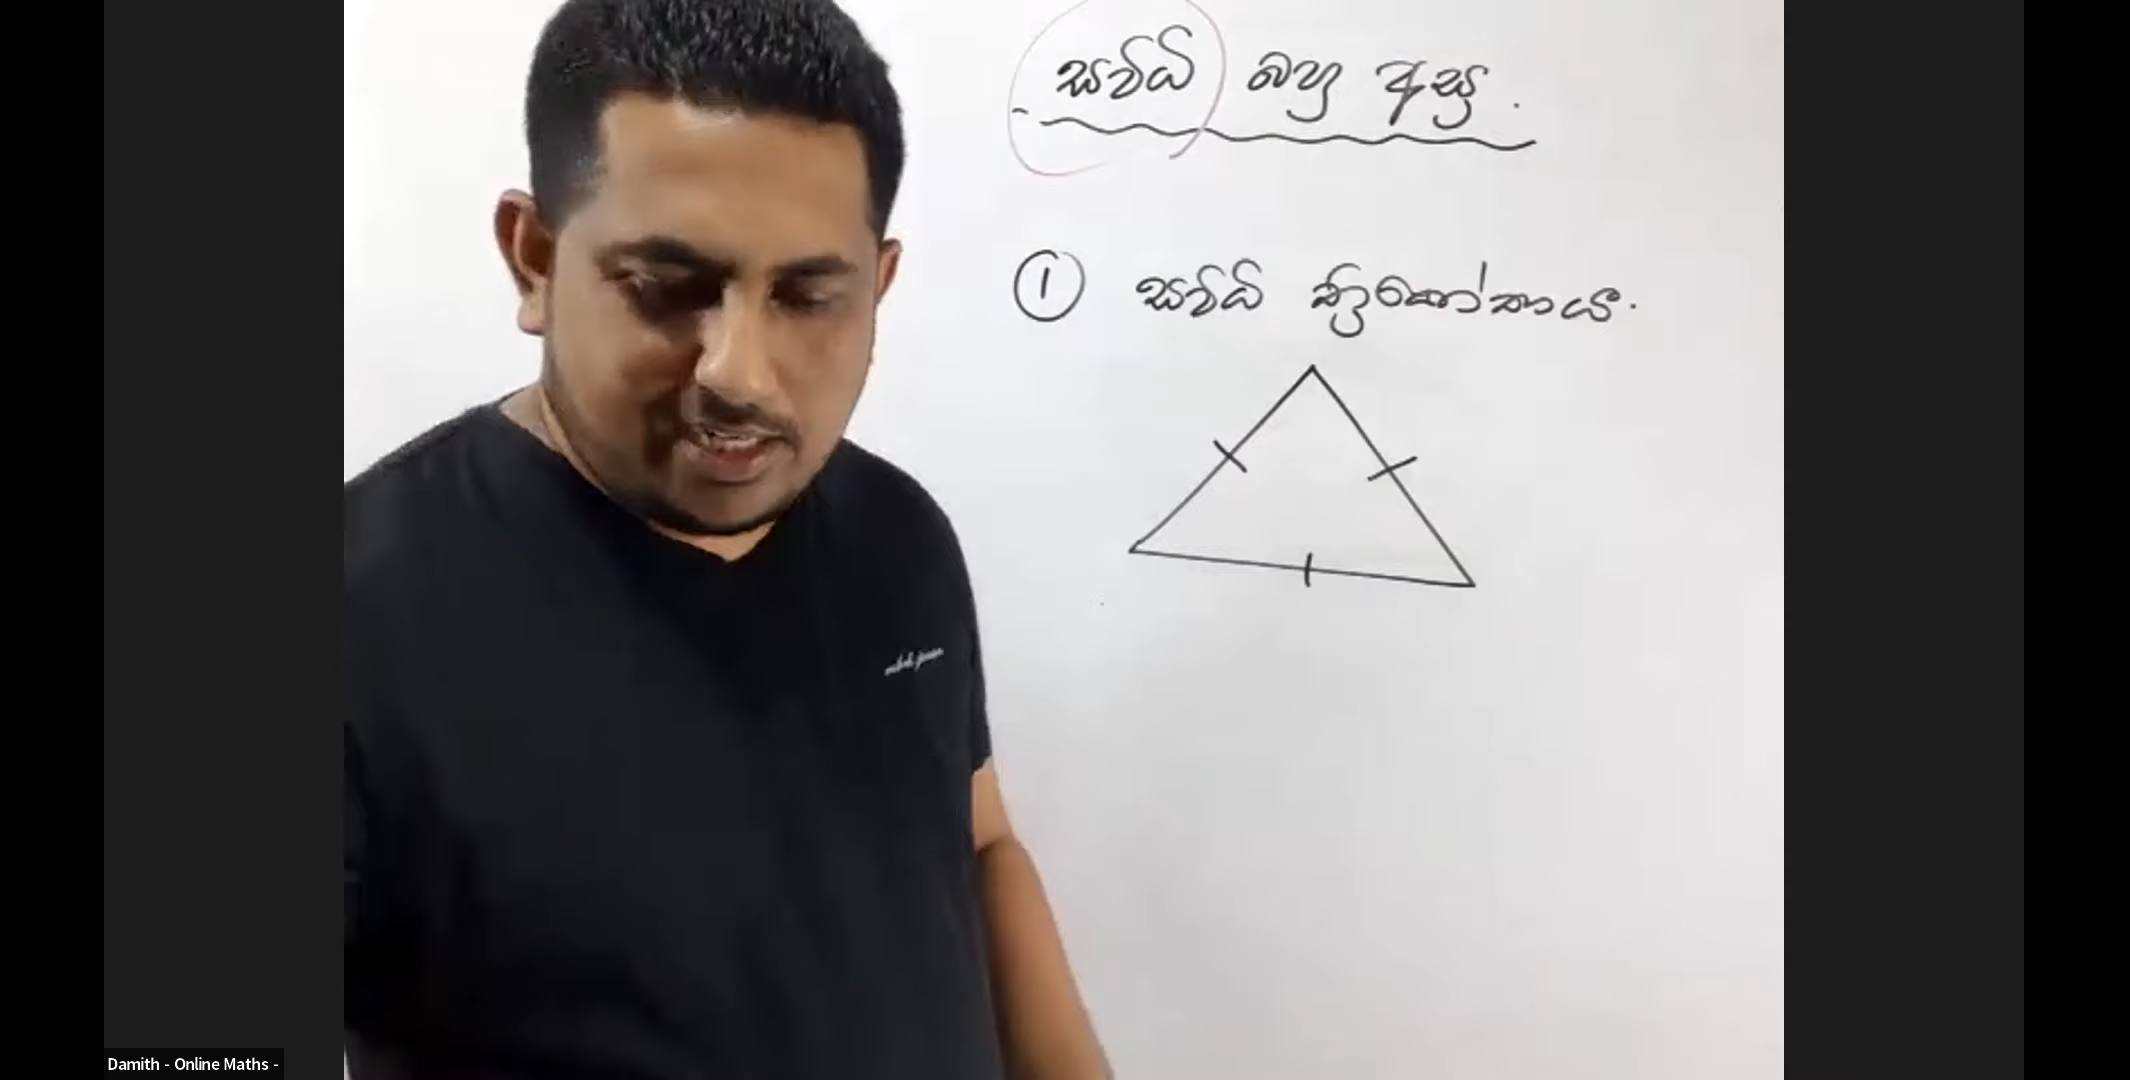 සවිධි බහු අස්‍ර.
① සවිධි ත්‍රිකෝණය.
Damith - Online Maths -